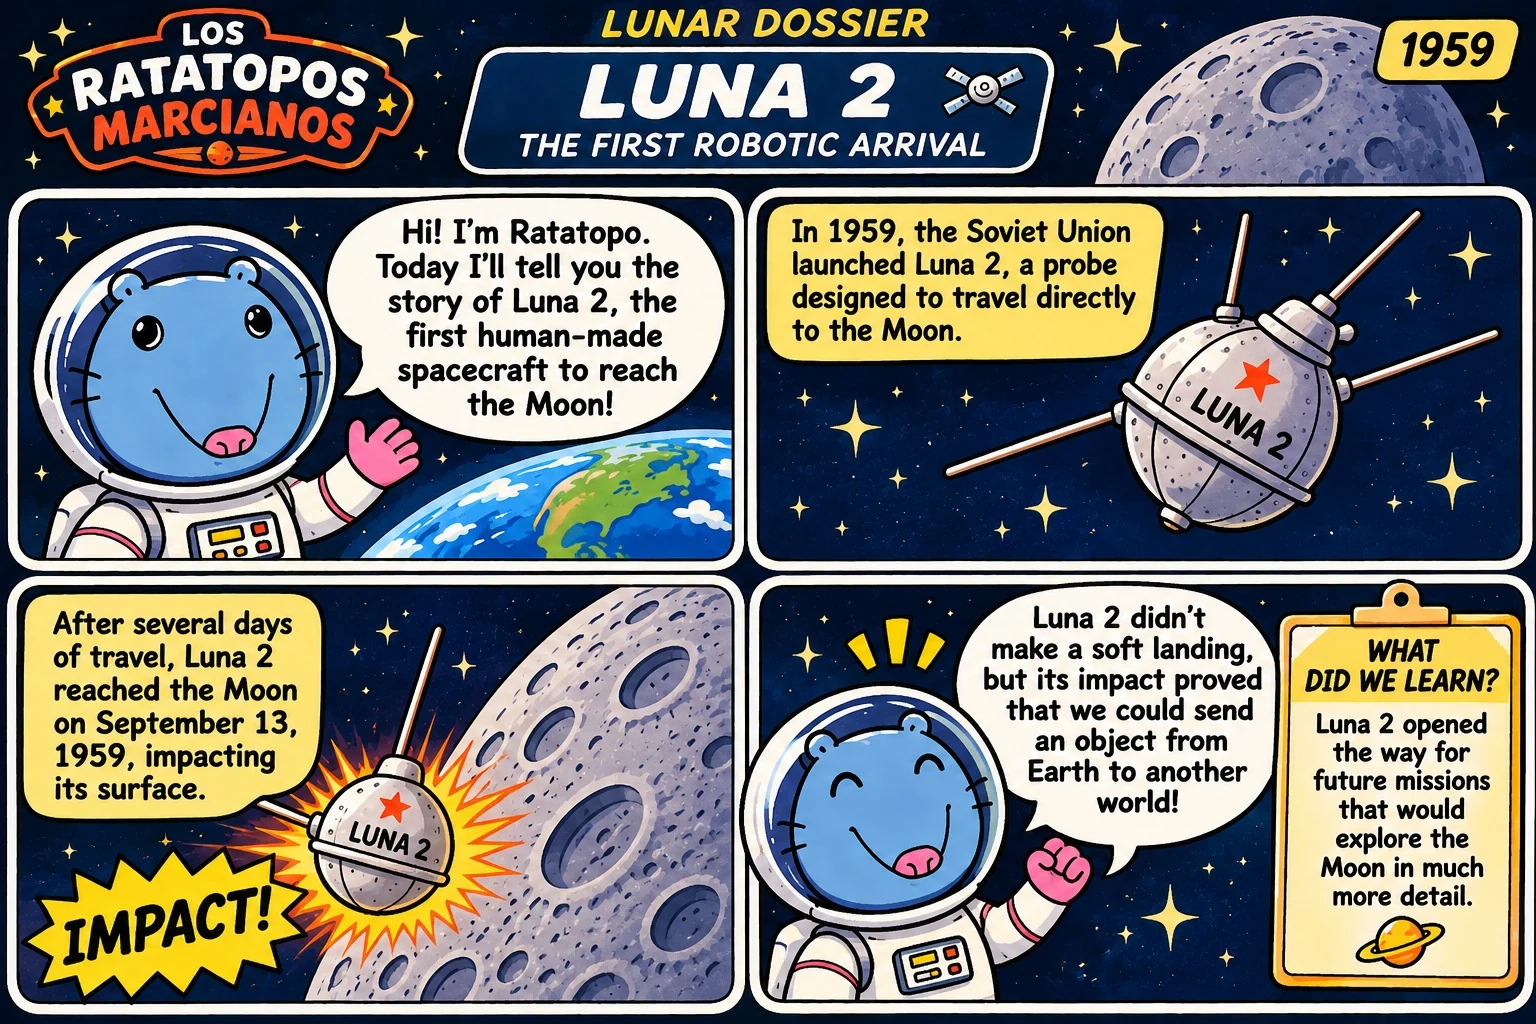 LOS
RATATOPOS
MARCIANOS
LUNAR DOSSIER
LUNA 2
THE FIRST ROBOTIC ARRIVAL
1959
Hi! I'm Ratatopo.
Today I'll tell you the
story of Luna 2, the
first human-made
spacecraft to reach
the Moon!
In 1959, the Soviet Union
launched Luna 2, a probe
designed to travel directly
to the Moon.
LUNA 2
After several days
of travel, Luna 2
reached the Moon
on September 13,
1959, impacting
its surface.
LUNA 2
IMPACT!
Luna 2 didn't
make a soft landing,
but its impact proved
that we could send
an object from
Earth to another
world!
WHAT
DID WE LEARN?
Luna 2 opened
the way for
future missions
that would
explore the
Moon in much
more detail.